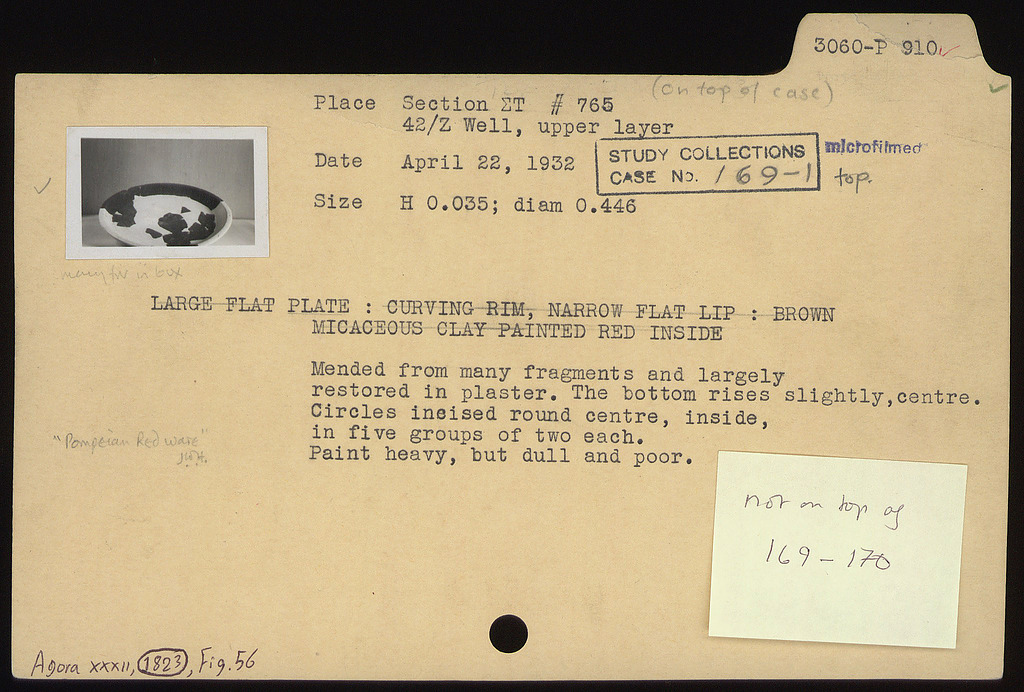 3060-P 910
(on top of case)
Place Section ΣT # 765
42/Z Well, upper layer
Date April 22, 1932
STUDY COLLECTIONS
CASE No. 169-1
microfilmed
top.
Size H 0.035; diam 0.446
in box
LARGE FLAT PLATE : CURVING RIM, NARROW FLAT LIP : BROWN
MICACEOUS CLAY PAINTED RED INSIDE
Mended from many fragments and largely
restored in plaster. The bottom rises slightly,centre.
Circles incised round centre, inside,
in five groups of two each.
Paint heavy, but dull and poor.
"Pompeian Red ware"
J.W.H.
not on top of
169-170
Agora XXXII, 1823, Fig. 56